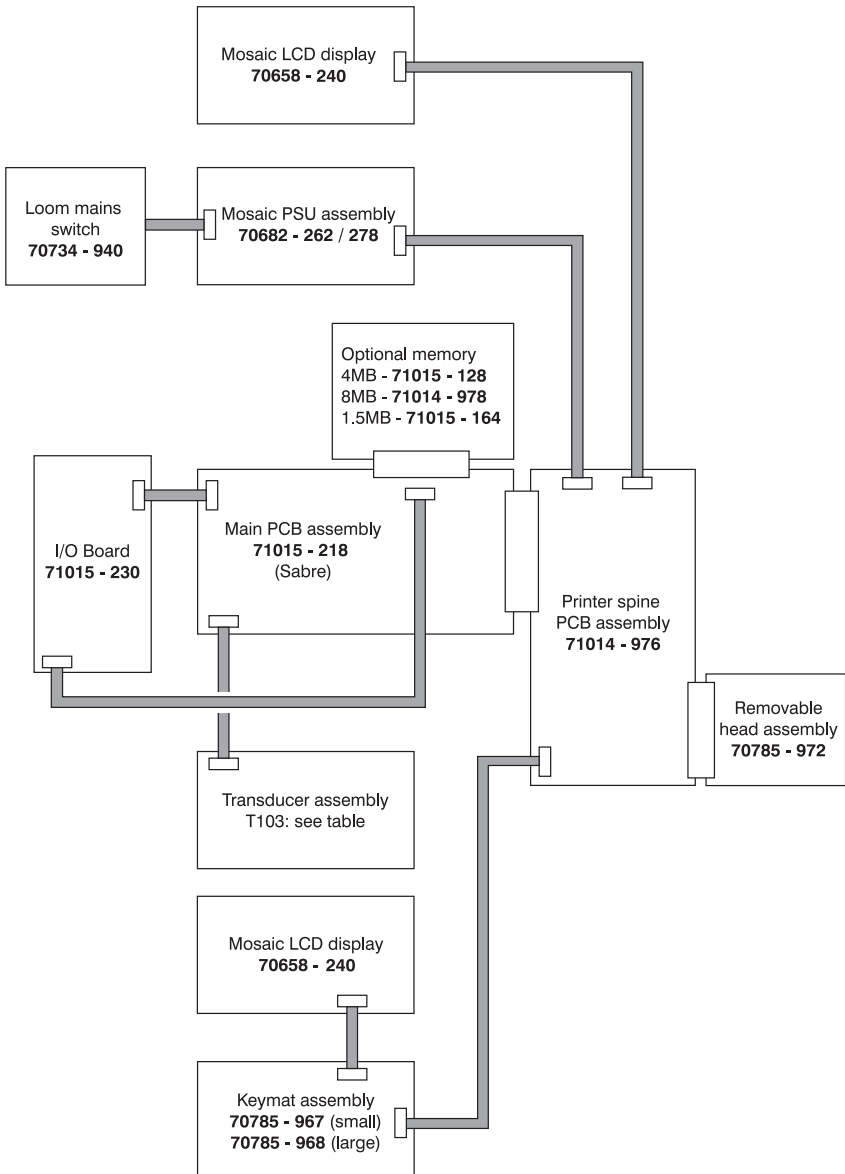 Mosaic LCD display
70658 - 240
Loom mains
switch
70734 - 940
Mosaic PSU assembly
70682 - 262 / 278
Optional memory
4MB - 71015 - 128
8MB - 71014 - 978
1.5MB - 71015 - 164
I/O Board
71015 - 230
Main PCB assembly
71015 - 218
(Sabre)
Printer spine
PCB assembly
71014 - 976
Removable
head assembly
70785 - 972
Transducer assembly
T103: see table
Mosaic LCD display
70658 - 240
Keymat assembly
70785 - 967 (small)
70785 - 968 (large)